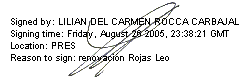 Signed by: LILIAN DEL CARMEN ROCCA CARBAJAL
Signing time: Friday, August 26 2005, 23:38:21 GMT
Location: PRES
Reason to sign: renovación Rojas Leo